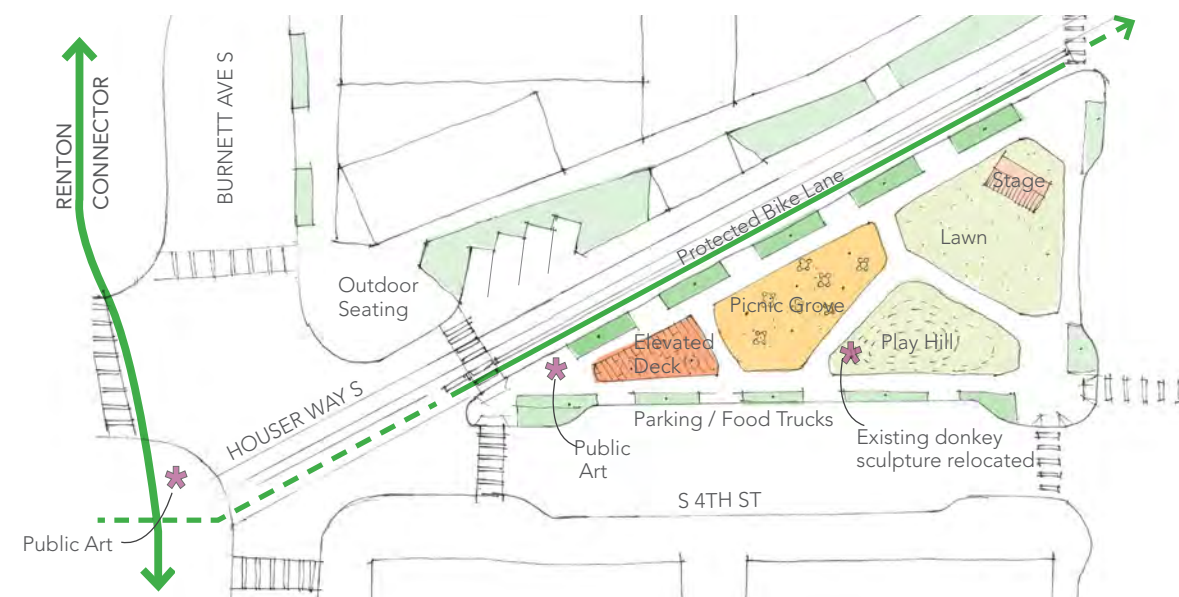 RENTON
CONNECTOR
BURNETT AVE S
Stage
Protected Bike Lane
Lawn
Outdoor
Seating
Picnic Grove
Elevated
Deck
Play Hill
HOUSER WAY S
Parking / Food Trucks
Public
Art
Existing donkey
sculpture relocated
S 4TH ST
Public Art